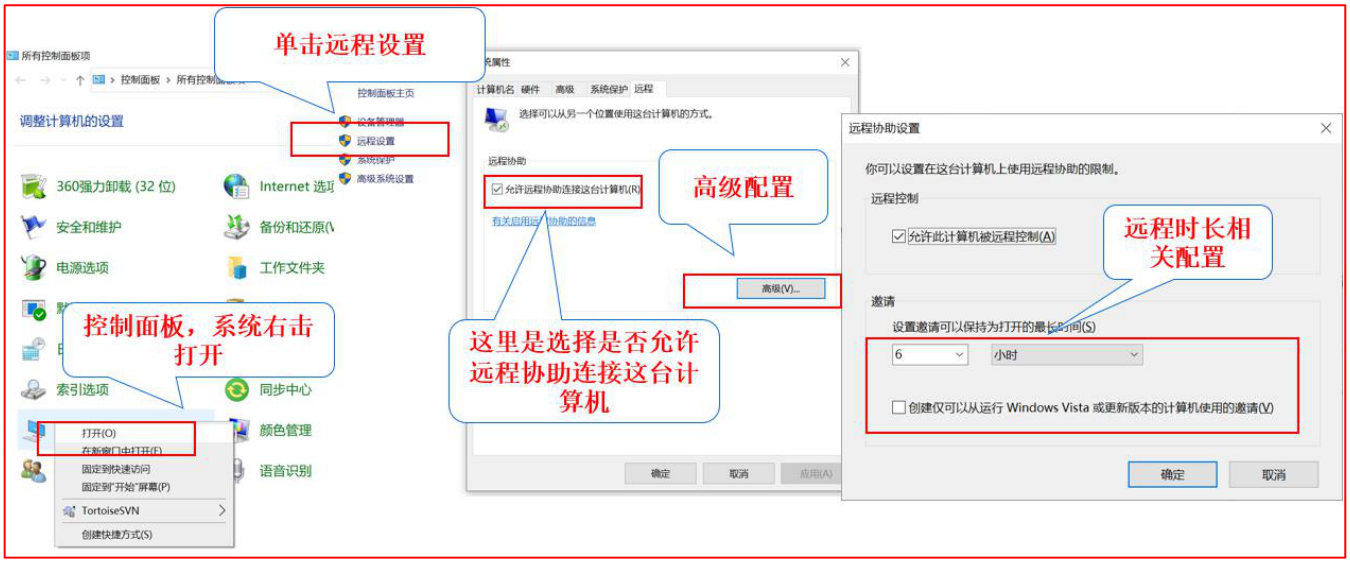 所有控制面板项
控制面板 > 所有控制
调整计算机的设置
360强力卸载 (32 位)
Internet 选项
安全和维护
备份和还原(\
电源选项
工作文件夹
索引选项
同步中心
颜色管理
语音识别
打开(O)
在新窗口中打开(E)
固定到快速访问
固定到"开始"屏幕(P)
TortoiseSVN
创建快捷方式(S)
控制面板,系统右击
打开
单击远程设置
控制面板主页
设备管理器
远程设置
系统保护
高级系统设置
统属性
计算机名 硬件 高级 系统保护 远程
选择可以从另一个位置使用这台计算机的方式。
远程协助
允许远程协助连接这台计算机(R)
有关启用远程协助的信息
高级配置
高级(V)...
这里是选择是否允许
远程协助连接这台计
算机
确定 取消 应用(A)
远程协助设置
你可以设置在这台计算机上使用远程协助的限制。
远程控制
允许此计算机被远程控制(A)
远程时长相
关配置
邀请
设置邀请可以保持为打开的最长时间(S)
6 小时
创建仅可以从运行 Windows Vista 或更新版本的计算机使用的邀请(V)
确定 取消